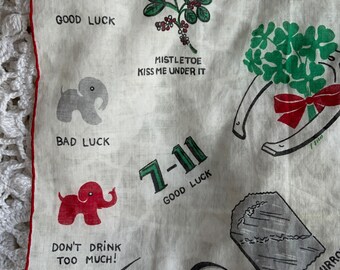 GOOD LUCK
MISTLETOE
KISS ME UNDER IT
BAD LUCK
7-11
GOOD LUCK
DON'T DRINK
TOO MUCH!